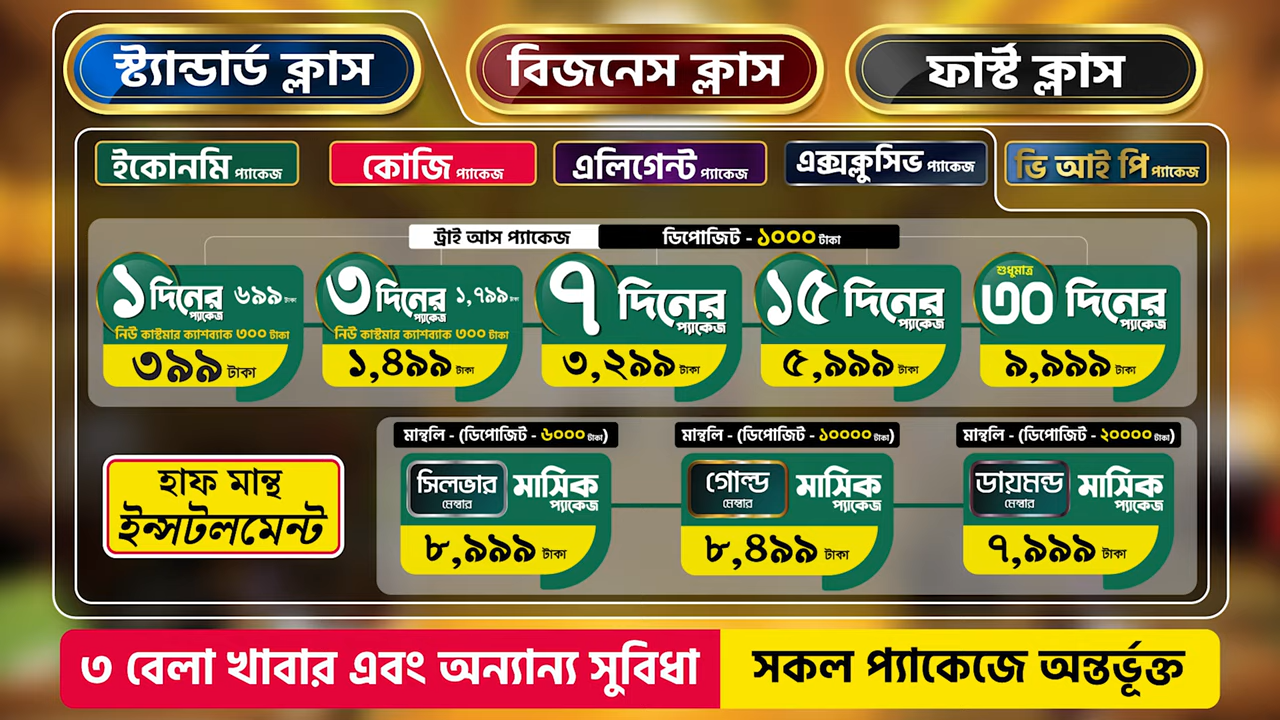 স্ট্যান্ডার্ড ক্লাস
বিজনেস ক্লাস
ফার্স্ট ক্লাস
ইকোনমি প্যাকেজ
কোজি প্যাকেজ
এলিগেন্ট প্যাকেজ
এক্সক্লুসিভ প্যাকেজ
ভি আই পি প্যাকেজ
ট্রাই আস প্যাকেজ
ডিপোজিট - ১০০০ টাকা
১ দিনের প্যাকেজ ৬৯৯ টাকা
নিউ কাস্টমার ক্যাশব্যাক ৩০০ টাকা
৩৯৯ টাকা
৩ দিনের প্যাকেজ ১,৭৯৯ টাকা
নিউ কাস্টমার ক্যাশব্যাক ৩০০ টাকা
১,৪৯৯ টাকা
৭ দিনের প্যাকেজ
৩,২৯৯ টাকা
১৫ দিনের প্যাকেজ
৫,৯৯৯ টাকা
শুধুমাত্র
৩০ দিনের প্যাকেজ
৯,৯৯৯ টাকা
হাফ মান্থ
ইন্সটলমেন্ট
মান্থলি - (ডিপোজিট - ৬০০০ টাকা)
সিলভার মেম্বার
মাসিক প্যাকেজ
৮,৯৯৯ টাকা
মান্থলি - (ডিপোজিট - ১০০০০ টাকা)
গোল্ড মেম্বার
মাসিক প্যাকেজ
৮,৪৯৯ টাকা
মান্থলি - (ডিপোজিট - ২০০০০ টাকা)
ডায়মন্ড মেম্বার
মাসিক প্যাকেজ
৭,৯৯৯ টাকা
৩ বেলা খাবার এবং অন্যান্য সুবিধা
সকল প্যাকেজে অন্তর্ভূক্ত